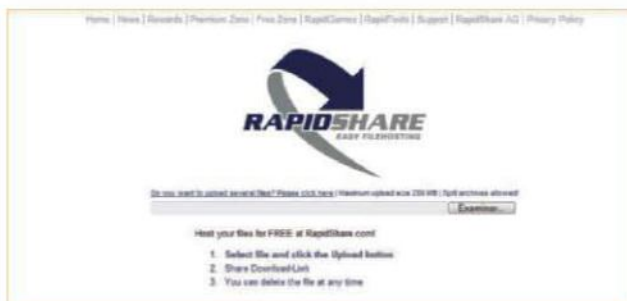 Home | News | Rewards | Premium Zone | Free Zone | RapidGames | RapidTools | Support | RapidShare AG | Privacy Policy
RAPIDSHARE
EASY FILEHOSTING
Do you want to upload several files? Please click here | Maximum upload size 200 MB | Split archives allowed!
Examinar...
Host your files for FREE at RapidShare.com!
1. Select file and click the Upload button
2. Share Download-Link
3. You can delete the file at any time